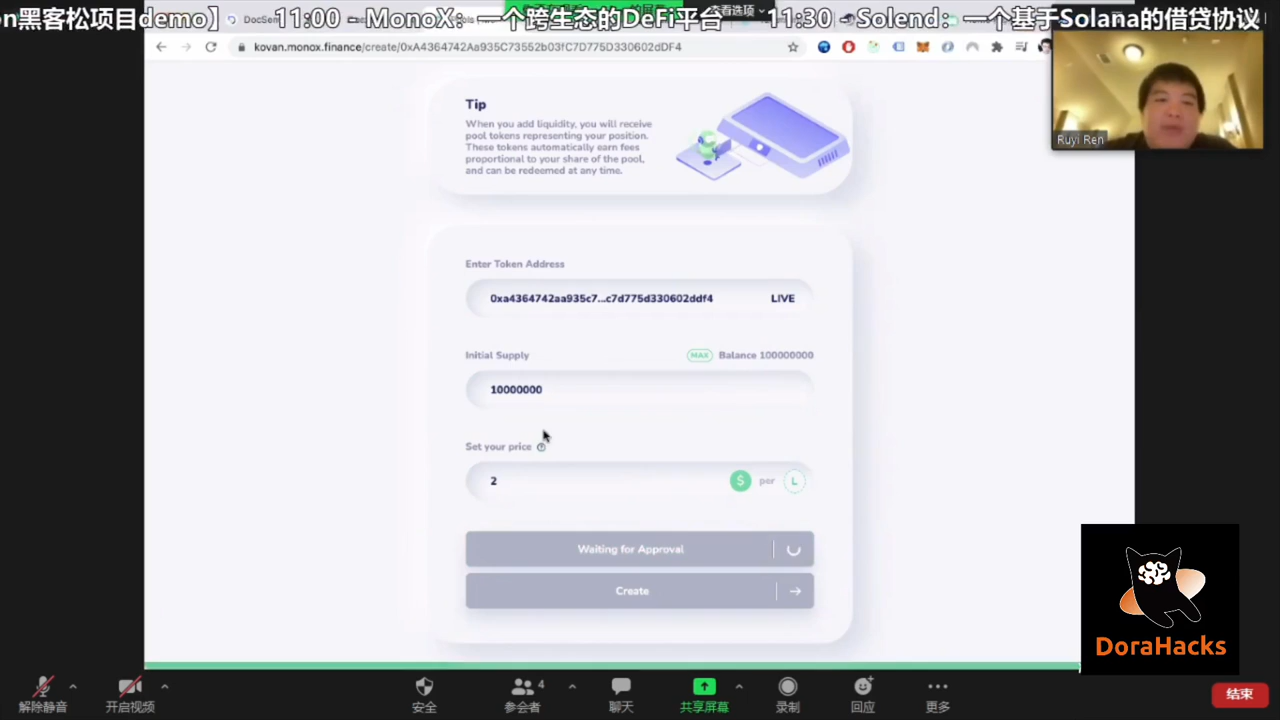 on黑客松项目demo】 11:00 MonoX：一个跨生态的DeFi平台 11:30 Solend：一个基于Solana的借贷协议
kovan.monox.finance/create/0xA4364742Aa935C73552b03fC7D775D330602dDF4
Ruyi Ren
Tip
When you add liquidity, you will receive
pool tokens representing your position.
These tokens automatically earn fees
proportional to your share of the pool,
and can be redeemed at any time.
Enter Token Address
0xa4364742aa935c7...c7d775d330602ddf4 LIVE
Initial Supply MAX Balance 100000000
10000000
Set your price
2 $ per L
Waiting for Approval
Create
DoraHacks
解除静音 开启视频 安全 4 参会者 聊天 共享屏幕 录制 回应 更多 结束